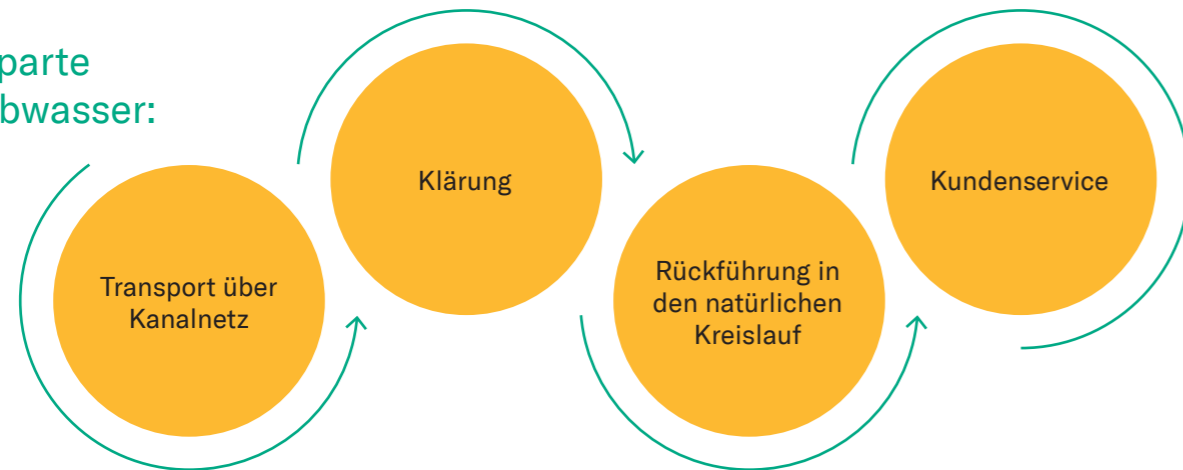 parte
bwasser:
Transport über
Kanalnetz
Klärung
Rückführung in
den natürlichen
Kreislauf
Kundenservice